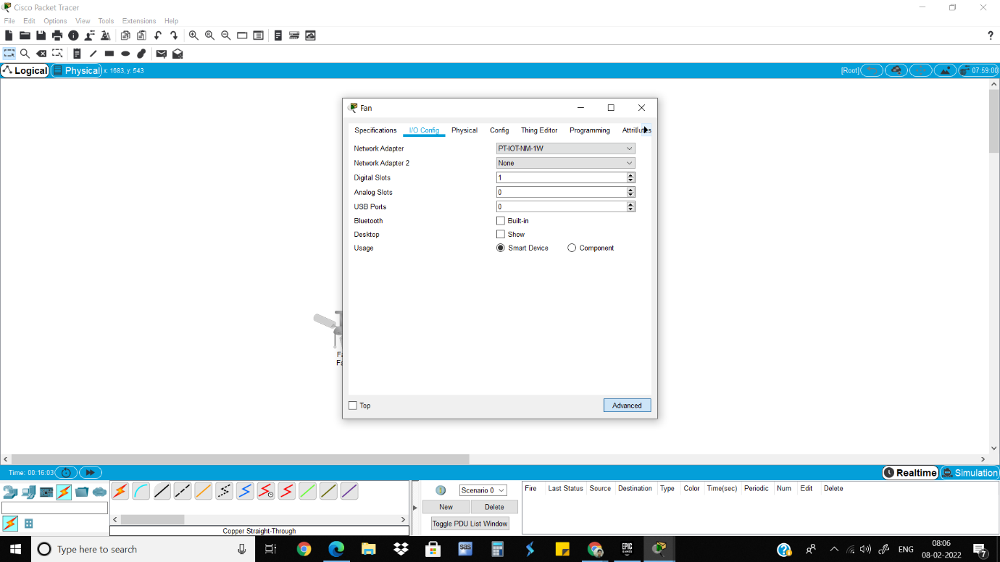 Cisco Packet Tracer
File Edit Options View Tools Extensions Help
?
Logical Physical x: 1683, y: 543 [Root] 07:59:00
Fan
Specifications I/O Config Physical Config Thing Editor Programming Attributes
Network Adapter PT-IOT-NM-1W
Network Adapter 2 None
Digital Slots 1
Analog Slots 0
USB Ports 0
Bluetooth Built-in
Desktop Show
Usage Smart Device Component
Fa
Fa
Top Advanced
Time: 00:16:03 Realtime Simulation
Scenario 0
New Delete
Toggle PDU List Window
Fire Last Status Source Destination Type Color Time(sec) Periodic Num Edit Delete
Copper Straight-Through
Type here to search
sas
EPIC GAMES
ENG
08:06
08-02-2022
7